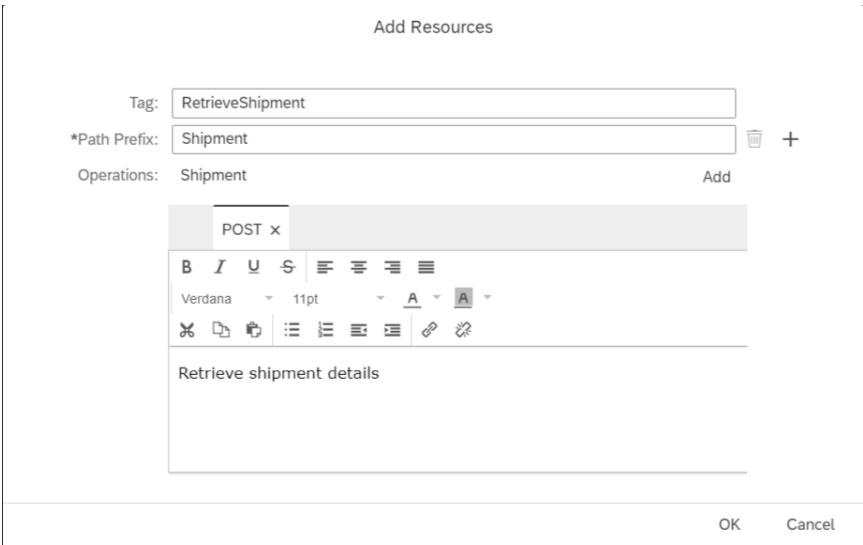 Add Resources
Tag: RetrieveShipment
*Path Prefix: Shipment
Operations: Shipment Add
POST ×
B I U S
Verdana 11pt A A
Retrieve shipment details
OK Cancel